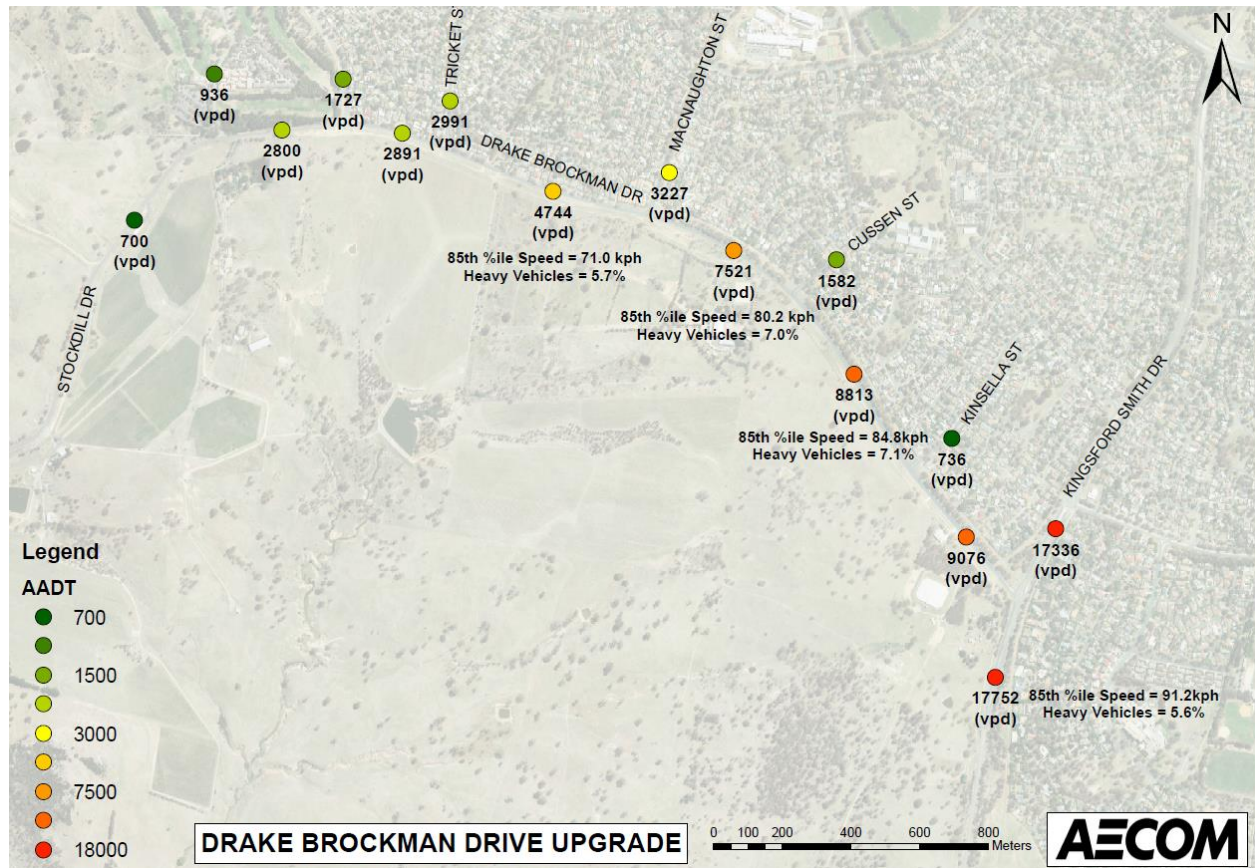 N
TRICKET S
MACNAUGHTON ST
936
(vpd)
1727
(vpd)
2991
(vpd)
2800
(vpd)
2891
(vpd)
DRAKE BROCKMAN DR
3227
(vpd)
4744
(vpd)
85th %ile Speed = 71.0 kph
Heavy Vehicles = 5.7%
700
(vpd)
STOCKDILL DR
CUSSEN ST
7521
(vpd)
1582
(vpd)
85th %ile Speed = 80.2 kph
Heavy Vehicles = 7.0%
8813
(vpd)
85th %ile Speed = 84.8kph
Heavy Vehicles = 7.1%
KINSELLA ST
736
(vpd)
KINGSFORD SMITH DR
9076
(vpd)
17336
(vpd)
17752
(vpd)
85th %ile Speed = 91.2kph
Heavy Vehicles = 5.6%
Legend
AADT
700
1500
3000
7500
18000
DRAKE BROCKMAN DRIVE UPGRADE
0 100 200 400 600 800
Meters
AECOM